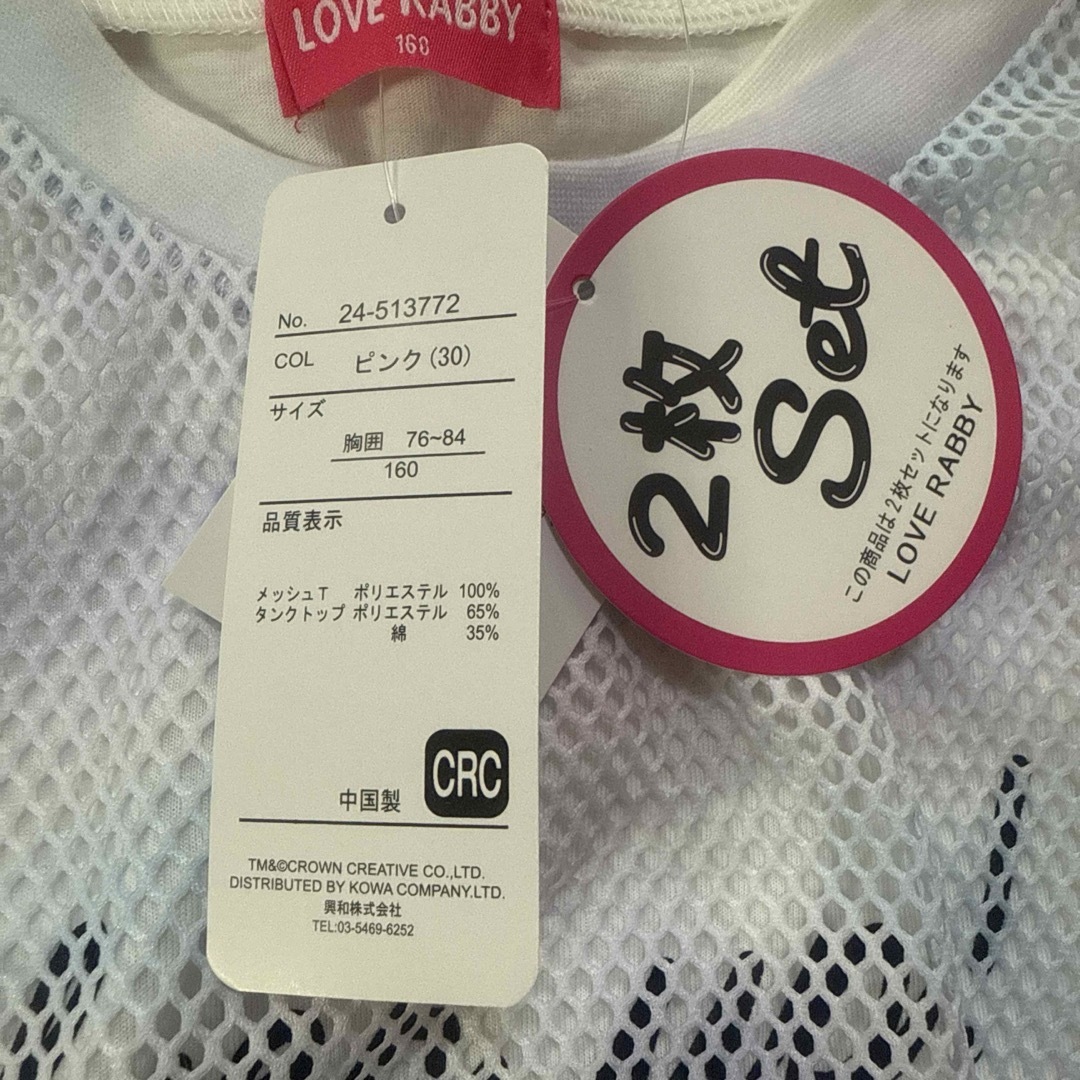 LOVE RABBY
160
No. 24-513772
COL ピンク (30)
サイズ
胸囲 76~84
160
品質表示
メッシュT ポリエステル 100%
タンクトップ ポリエステル 65%
綿 35%
CRC
中国製
TM&©CROWN CREATIVE CO.,LTD.
DISTRIBUTED BY KOWA COMPANY.LTD.
興和株式会社
TEL:03-5469-6252
2枚
Set
この商品は2枚セットになります
LOVE RABBY